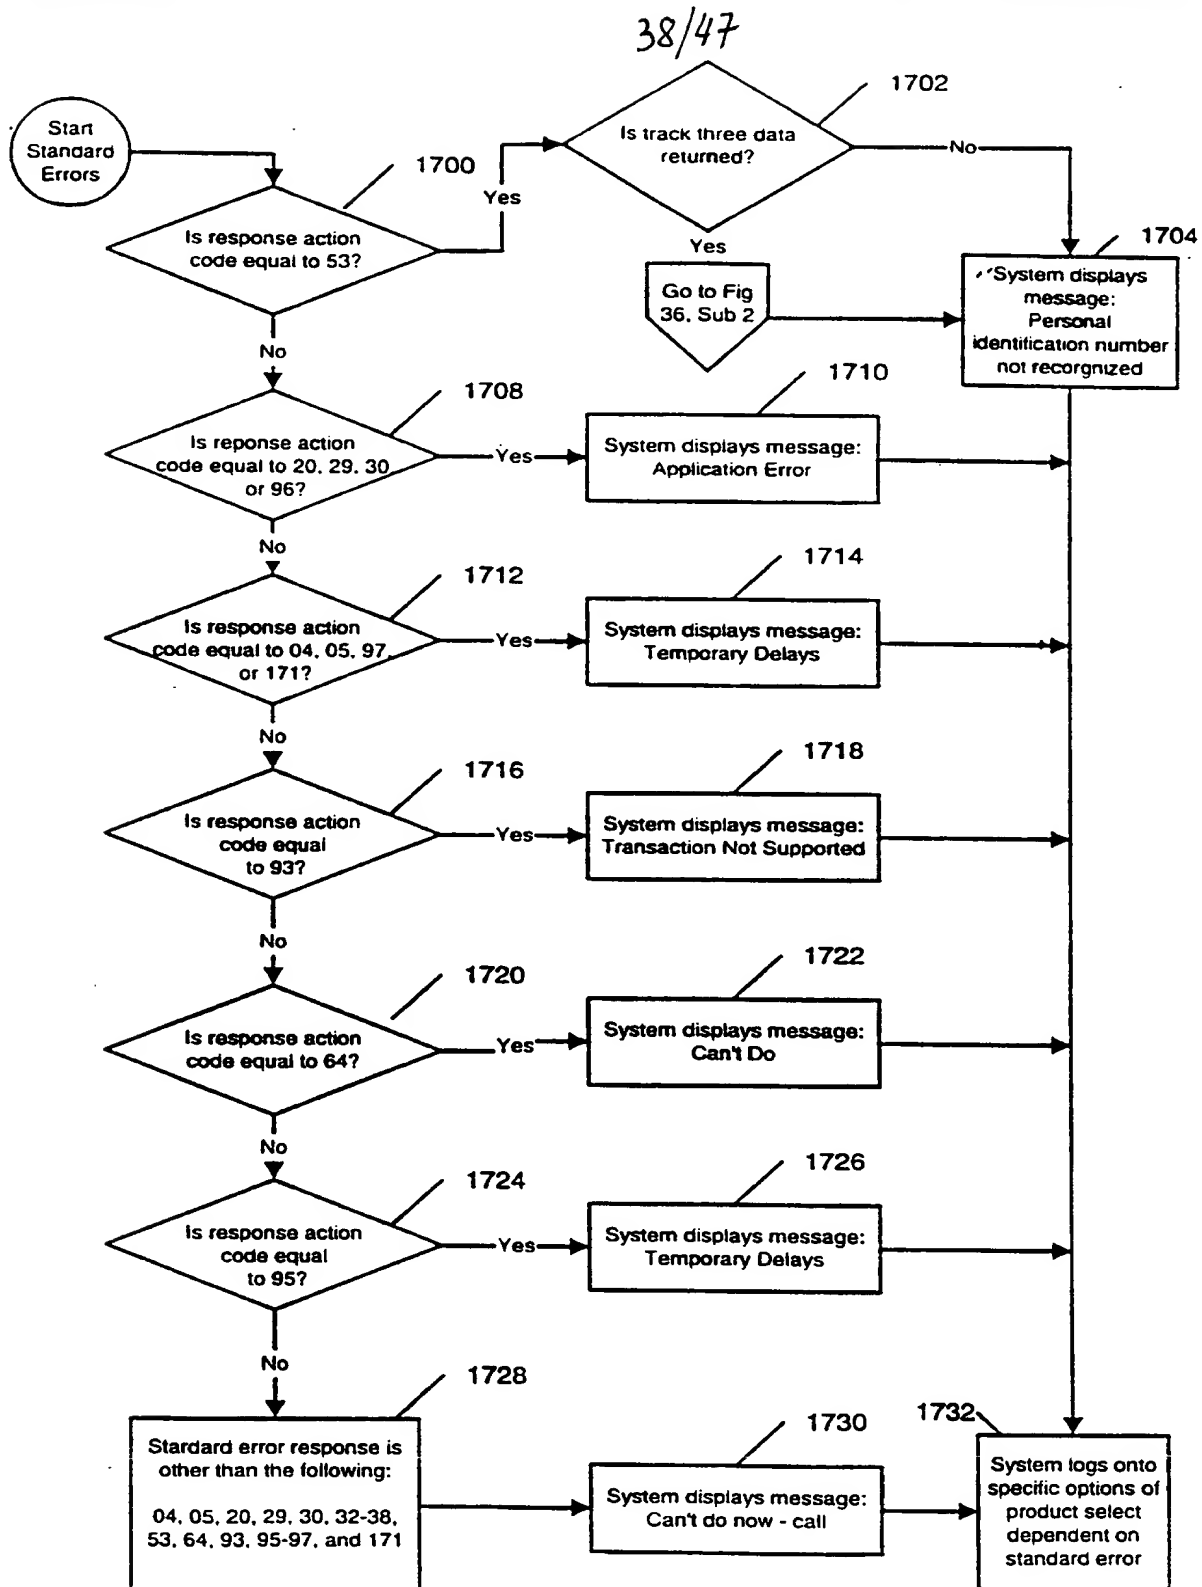 38/47
Start
Standard
Errors
1700
Is response action
code equal to 53?
Yes
1702
Is track three data
returned?
No
Yes
Go to Fig
36. Sub 2
1704
System displays
message:
Personal
identification number
not recorgnized
No
1708
Is reponse action
code equal to 20. 29. 30
or 96?
Yes
1710
System displays message:
Application Error
No
1712
Is response action
code equal to 04, 05, 97,
or 171?
Yes
1714
System displays message:
Temporary Delays
No
1716
Is response action
code equal
to 93?
Yes
1718
System displays message:
Transaction Not Supported
No
1720
Is response action
code equal to 64?
Yes
1722
System displays message:
Can't Do
No
1724
Is response action
code equal
to 95?
Yes
1726
System displays message:
Temporary Delays
No
1728
Stardard error response is
other than the following:
04, 05, 20, 29, 30, 32-38,
53, 64, 93, 95-97, and 171
1730
System displays message:
Can't do now - call
1732
System logs onto
specific options of
product select
dependent on
standard error